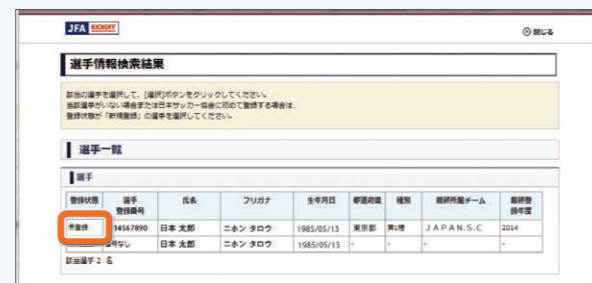 JFA KICKOFF
閉じる
選手情報検索結果
該当の選手を選択して、[選択]ボタンをクリックしてください。
当該選手がいない場合または日本サッカー協会に初めて登録する場合は、
登録状態が「新規登録」の選手を選択してください。
選手一覧
選手
登録状態 選手登録番号 氏名 フリガナ 生年月日 都道府県 種別 最終所属チーム 最終登録年度
未登録 34567890 日本 太郎 ニホン タロウ 1985/05/13 東京都 第1種 JAPAN.S.C 2014
番号なし 日本 太郎 ニホン タロウ 1985/05/13 - - - -
該当選手 2 名